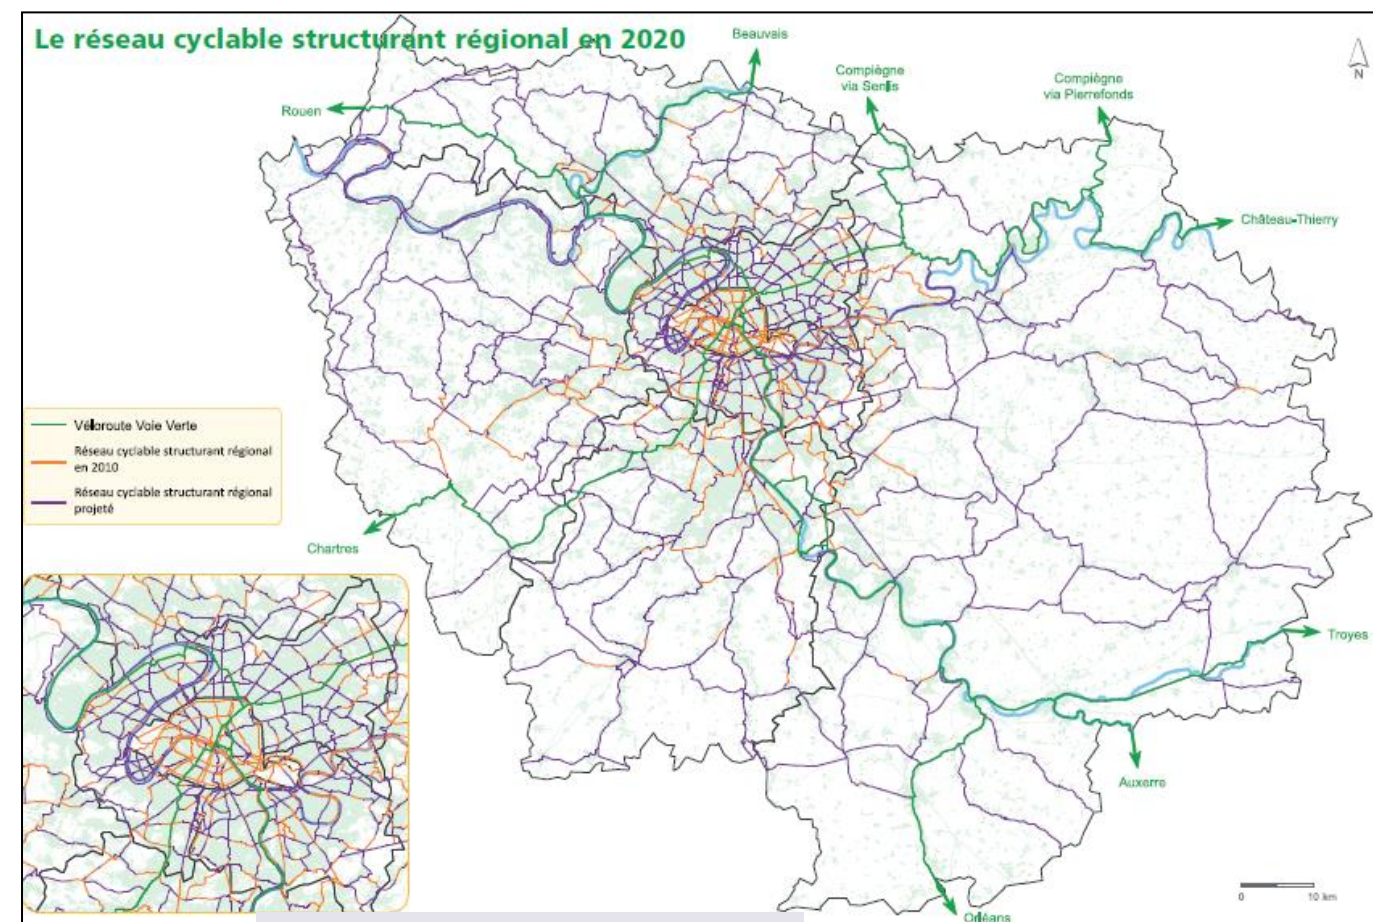 Le réseau cyclable structurant régional en 2020
Beauvais
N
Compiègne
via Senlis
Compiègne
via Pierrefonds
Rouen
Château-Thierry
Véloroute Voie Verte
Réseau cyclable structurant régional
en 2010
Réseau cyclable structurant régional
projeté
Chartres
Troyes
Auxerre
0 10 km
Orléans